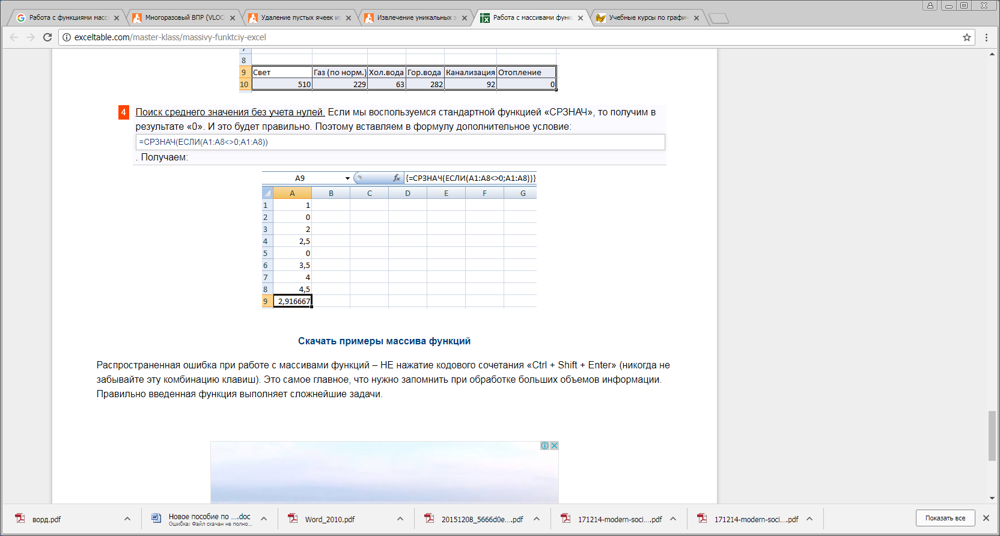 Работа с функциями масс
Многоразовый ВПР (VLOO
Удаление пустых ячеек из
Извлечение уникальных э
Работа с массивами функ
Учебные курсы по графи
exceltable.com/master-klass/massivy-funktciy-excel
8
9 Свет Газ (по норм.) Хол.вода Гор.вода Канализация Отопление
10 510 229 63 282 92 0
4 Поиск среднего значения без учета нулей. Если мы воспользуемся стандартной функцией «СРЗНАЧ», то получим в
результате «0». И это будет правильно. Поэтому вставляем в формулу дополнительное условие:
=СРЗНАЧ(ЕСЛИ(A1:A8<>0;A1:A8))
. Получаем:
A9 fx {=СРЗНАЧ(ЕСЛИ(A1:A8<>0;A1:A8))}
A B C D E F G
1 1
2 0
3 2
4 2,5
5 0
6 3,5
7 4
8 4,5
9 2,916667
Скачать примеры массива функций
Распространенная ошибка при работе с массивами функций – НЕ нажатие кодового сочетания «Ctrl + Shift + Enter» (никогда не
забывайте эту комбинацию клавиш). Это самое главное, что нужно запомнить при обработке больших объемов информации.
Правильно введенная функция выполняет сложнейшие задачи.
ворд.pdf
Новое пособие по ....doc
Ошибка: Файл скачан не полно...
Word_2010.pdf
20151208_5666d0e....pdf
171214-modern-soci....pdf
171214-modern-soci....pdf
Показать все